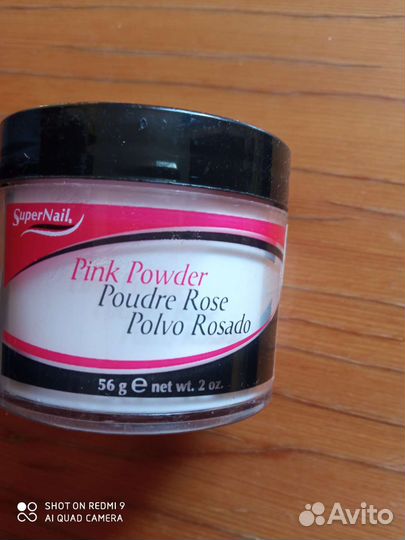 SuperNail
Pink Powder
Poudre Rose
Polvo Rosado
56 g ℮ net wt. 2 oz.
SHOT ON REDMI 9
AI QUAD CAMERA
Avito